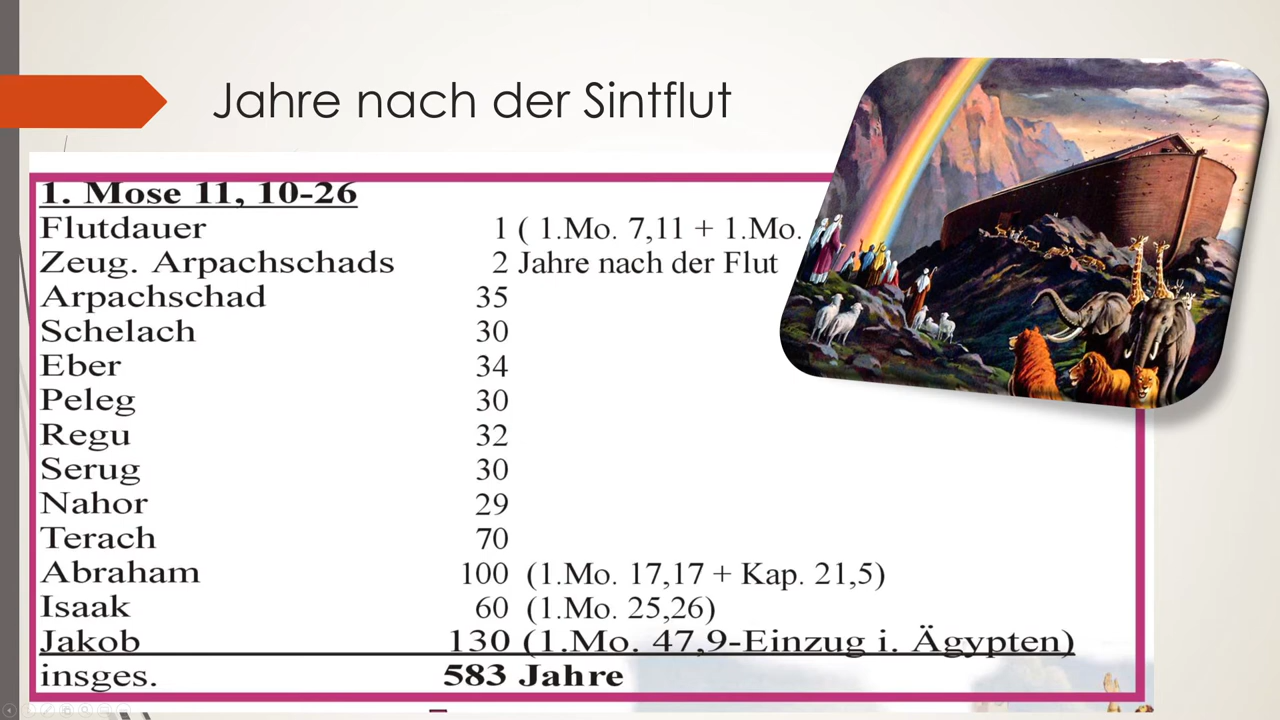 Jahre nach der Sintflut
1. Mose 11, 10-26
Flutdauer 1 ( 1.Mo. 7,11 + 1.Mo.
Zeug. Arpachschads 2 Jahre nach der Flut
Arpachschad 35
Schelach 30
Eber 34
Peleg 30
Regu 32
Serug 30
Nahor 29
Terach 70
Abraham 100 (1.Mo. 17,17 + Kap. 21,5)
Isaak 60 (1.Mo. 25,26)
Jakob 130 (1.Mo. 47,9-Einzug i. Ägypten)
insges. 583 Jahre